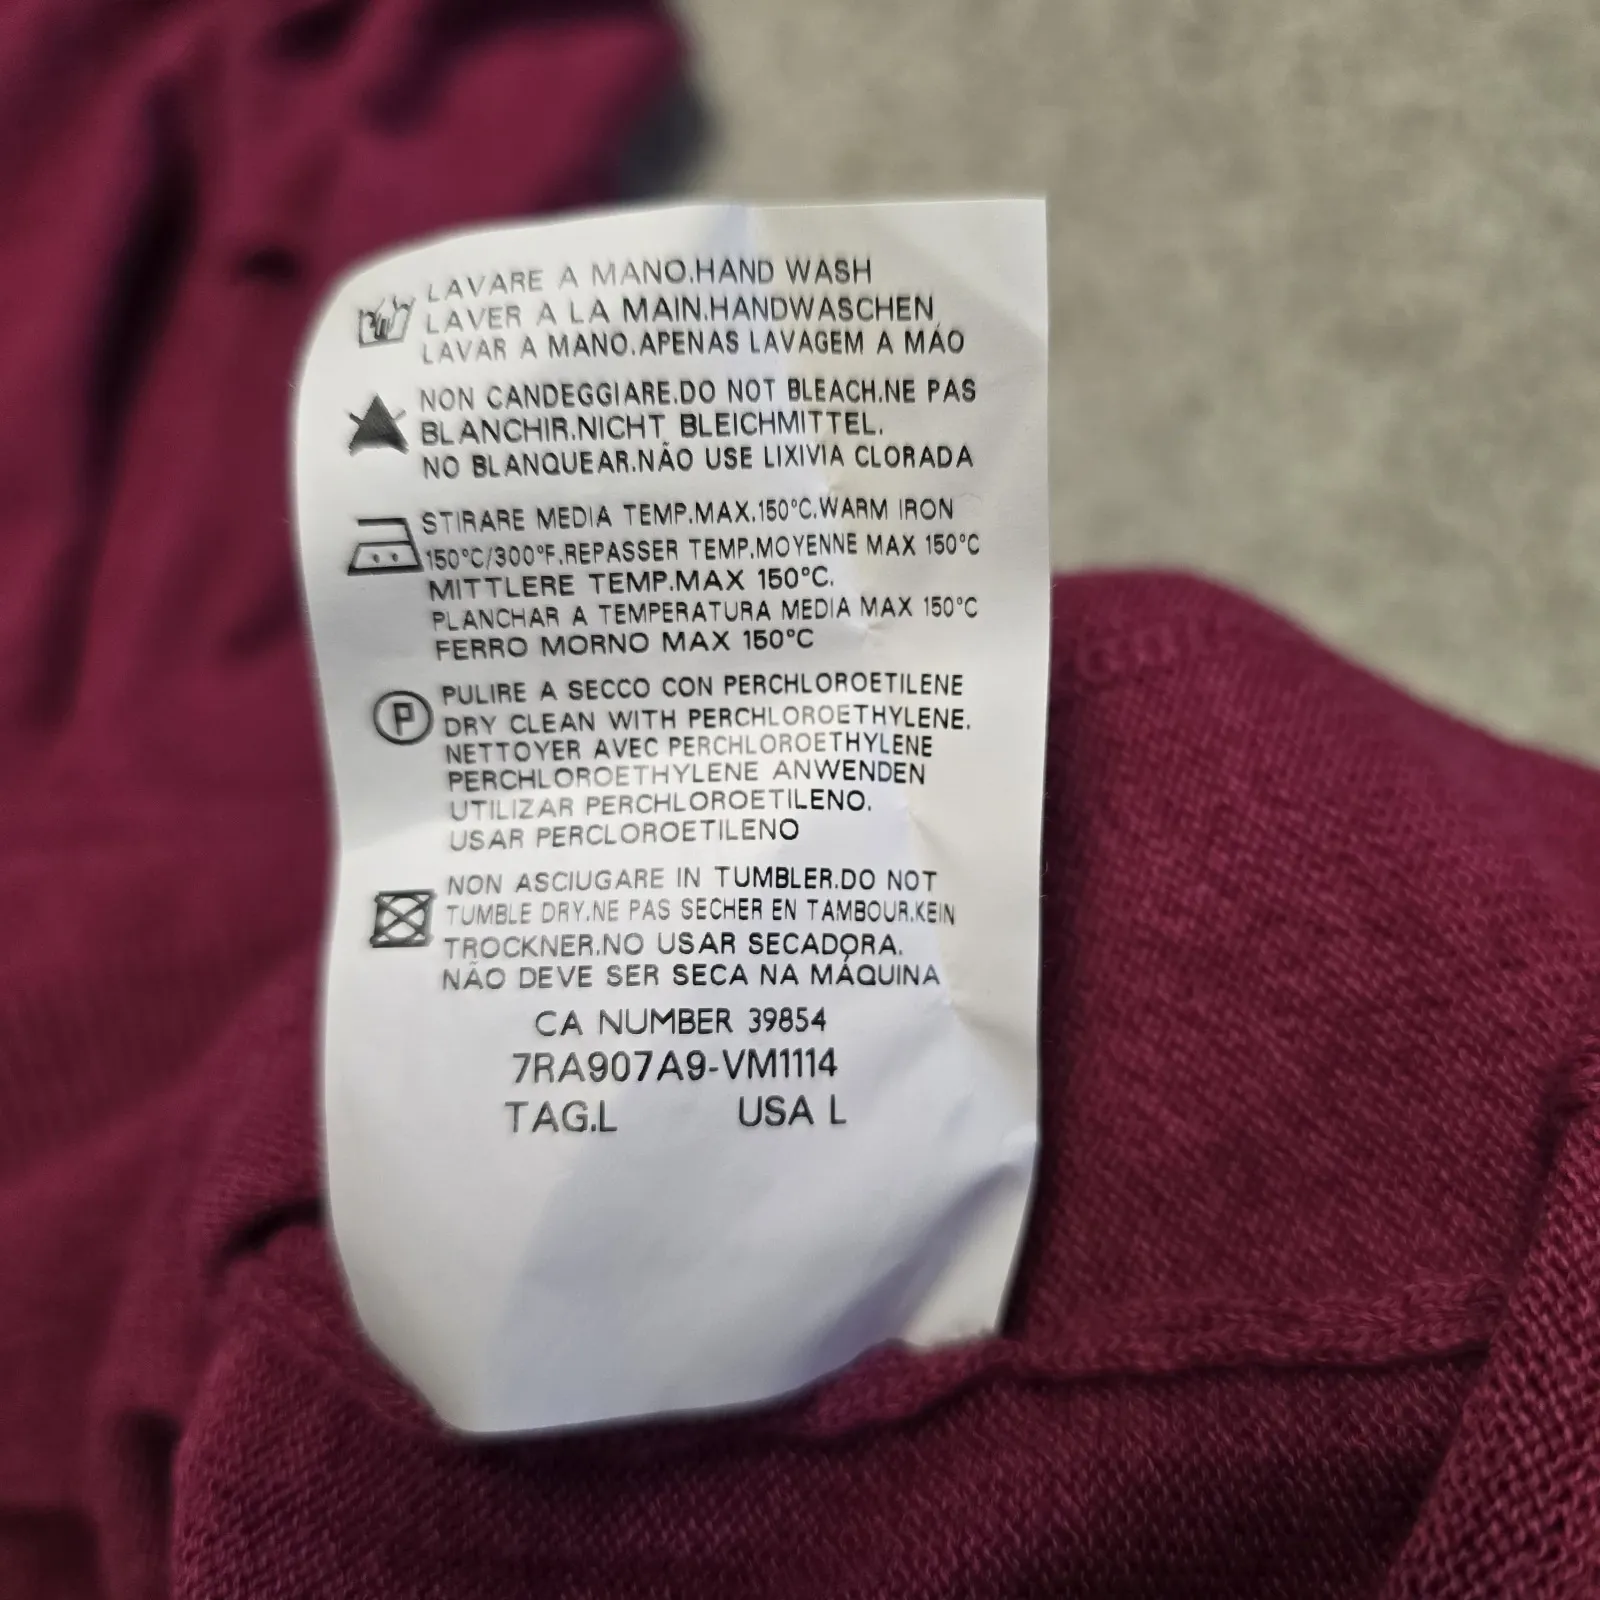 LAVARE A MANO.HAND WASH
LAVER A LA MAIN.HANDWASCHEN
LAVAR A MANO.APENAS LAVAGEM A MÁO
NON CANDEGGIARE.DO NOT BLEACH.NE PAS
BLANCHIR.NICHT BLEICHMITTEL.
NO BLANQUEAR.NÃO USE LIXIVIA CLORADA
STIRARE MEDIA TEMP.MAX.150°C.WARM IRON
150°C/300°F.REPASSER TEMP.MOYENNE MAX 150°C
MITTLERE TEMP.MAX 150°C.
PLANCHAR A TEMPERATURA MEDIA MAX 150°C
FERRO MORNO MAX 150°C
P
PULIRE A SECCO CON PERCHLOROETILENE
DRY CLEAN WITH PERCHLOROETHYLENE.
NETTOYER AVEC PERCHLOROETHYLENE
PERCHLOROETHYLENE ANWENDEN
UTILIZAR PERCHLOROETILENO.
USAR PERCLOROETILENO
NON ASCIUGARE IN TUMBLER.DO NOT
TUMBLE DRY.NE PAS SECHER EN TAMBOUR.KEIN
TROCKNER.NO USAR SECADORA.
NÃO DEVE SER SECA NA MÁQUINA
CA NUMBER 39854
7RA907A9-VM1114
TAG.L USA L